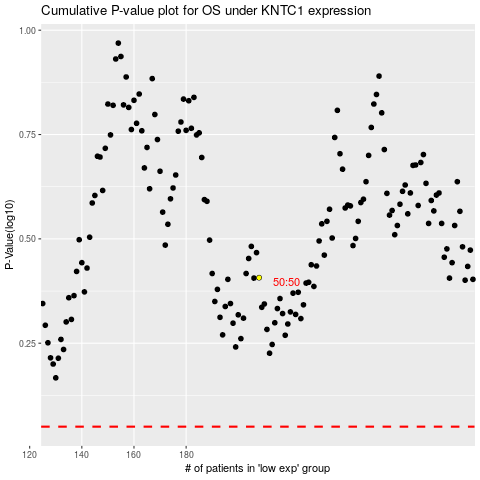 Cumulative P-value plot for OS under KNTC1 expression
P-Value(log10)
1.00
0.75
0.50
0.25
50:50
120 140 160 180
# of patients in 'low exp' group